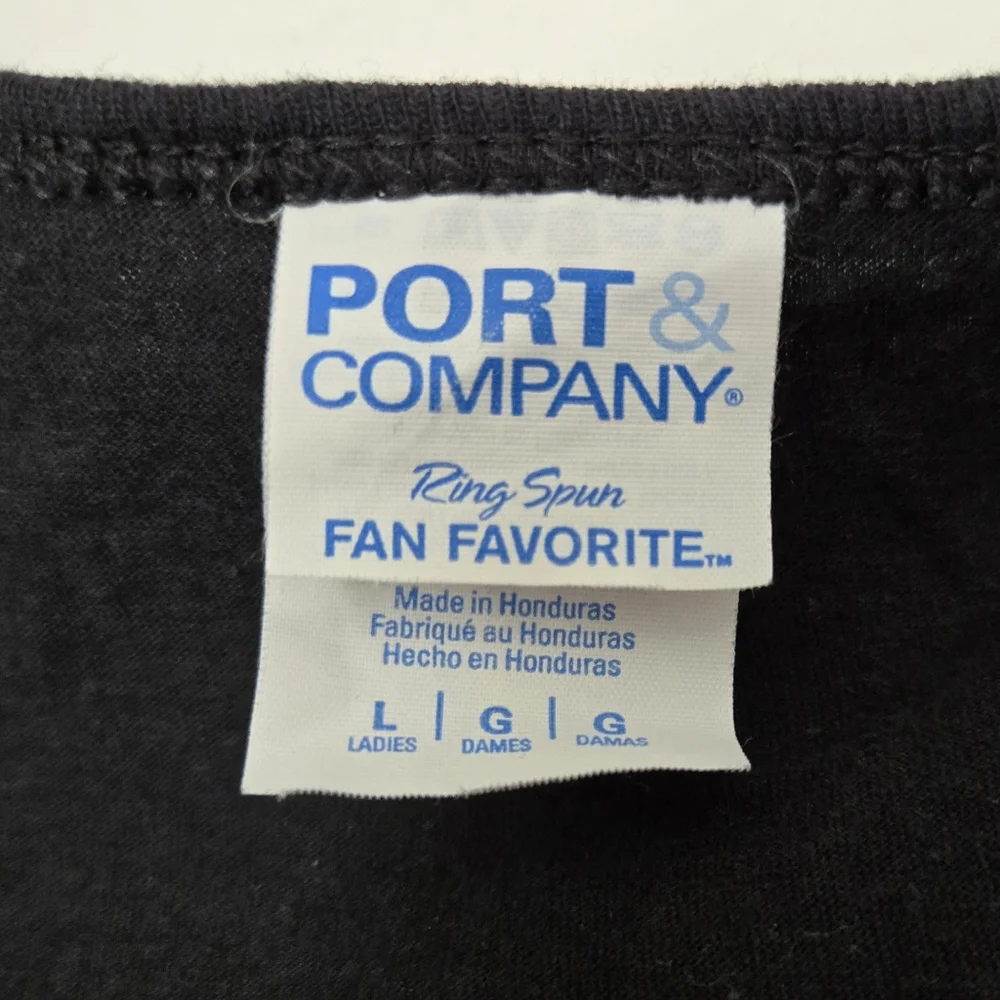 PORT &
COMPANY®
Ring Spun
FAN FAVORITE™
Made in Honduras
Fabriqué au Honduras
Hecho en Honduras
L | G | G
LADIES DAMES DAMAS